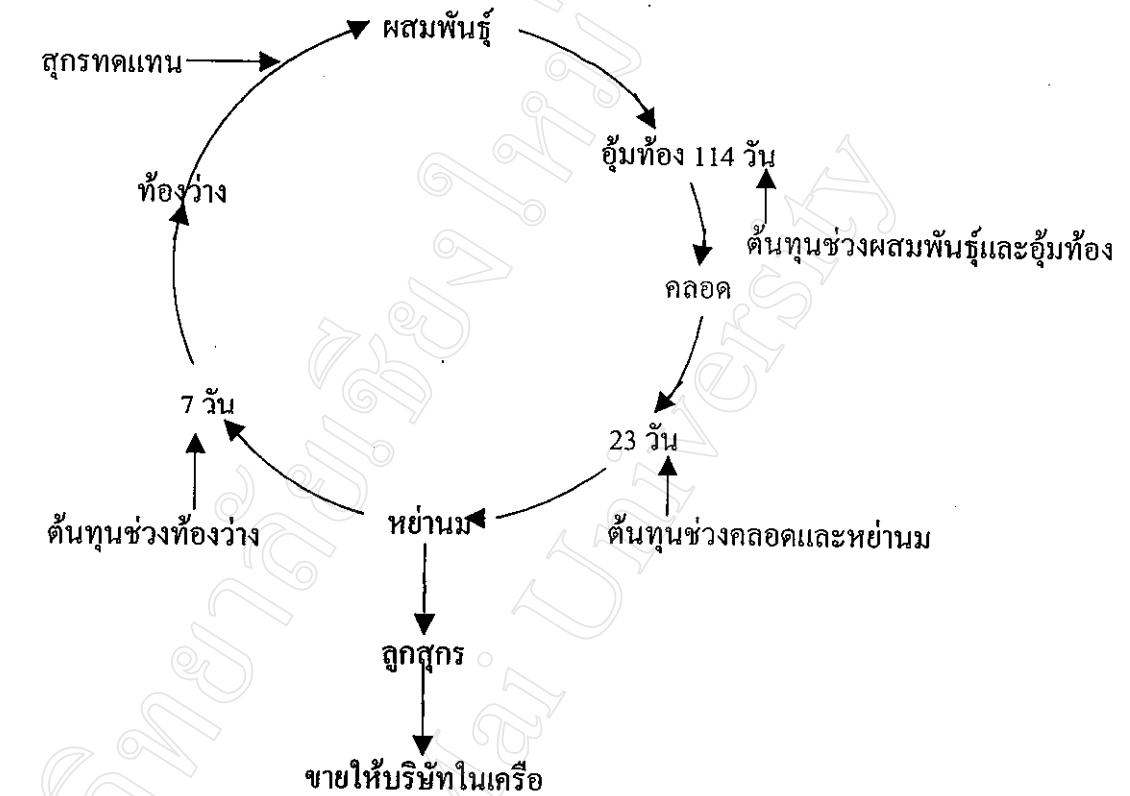 ผสมพันธุ์
สุกรทดแทน
อุ้มท้อง 114 วัน
ท้องว่าง
ต้นทุนช่วงผสมพันธุ์และอุ้มท้อง
คลอด
7 วัน
23 วัน
ต้นทุนช่วงท้องว่าง
หย่านม
ต้นทุนช่วงคลอดและหย่านม
ลูกสุกร
ขายให้บริษัทในเครือ
University